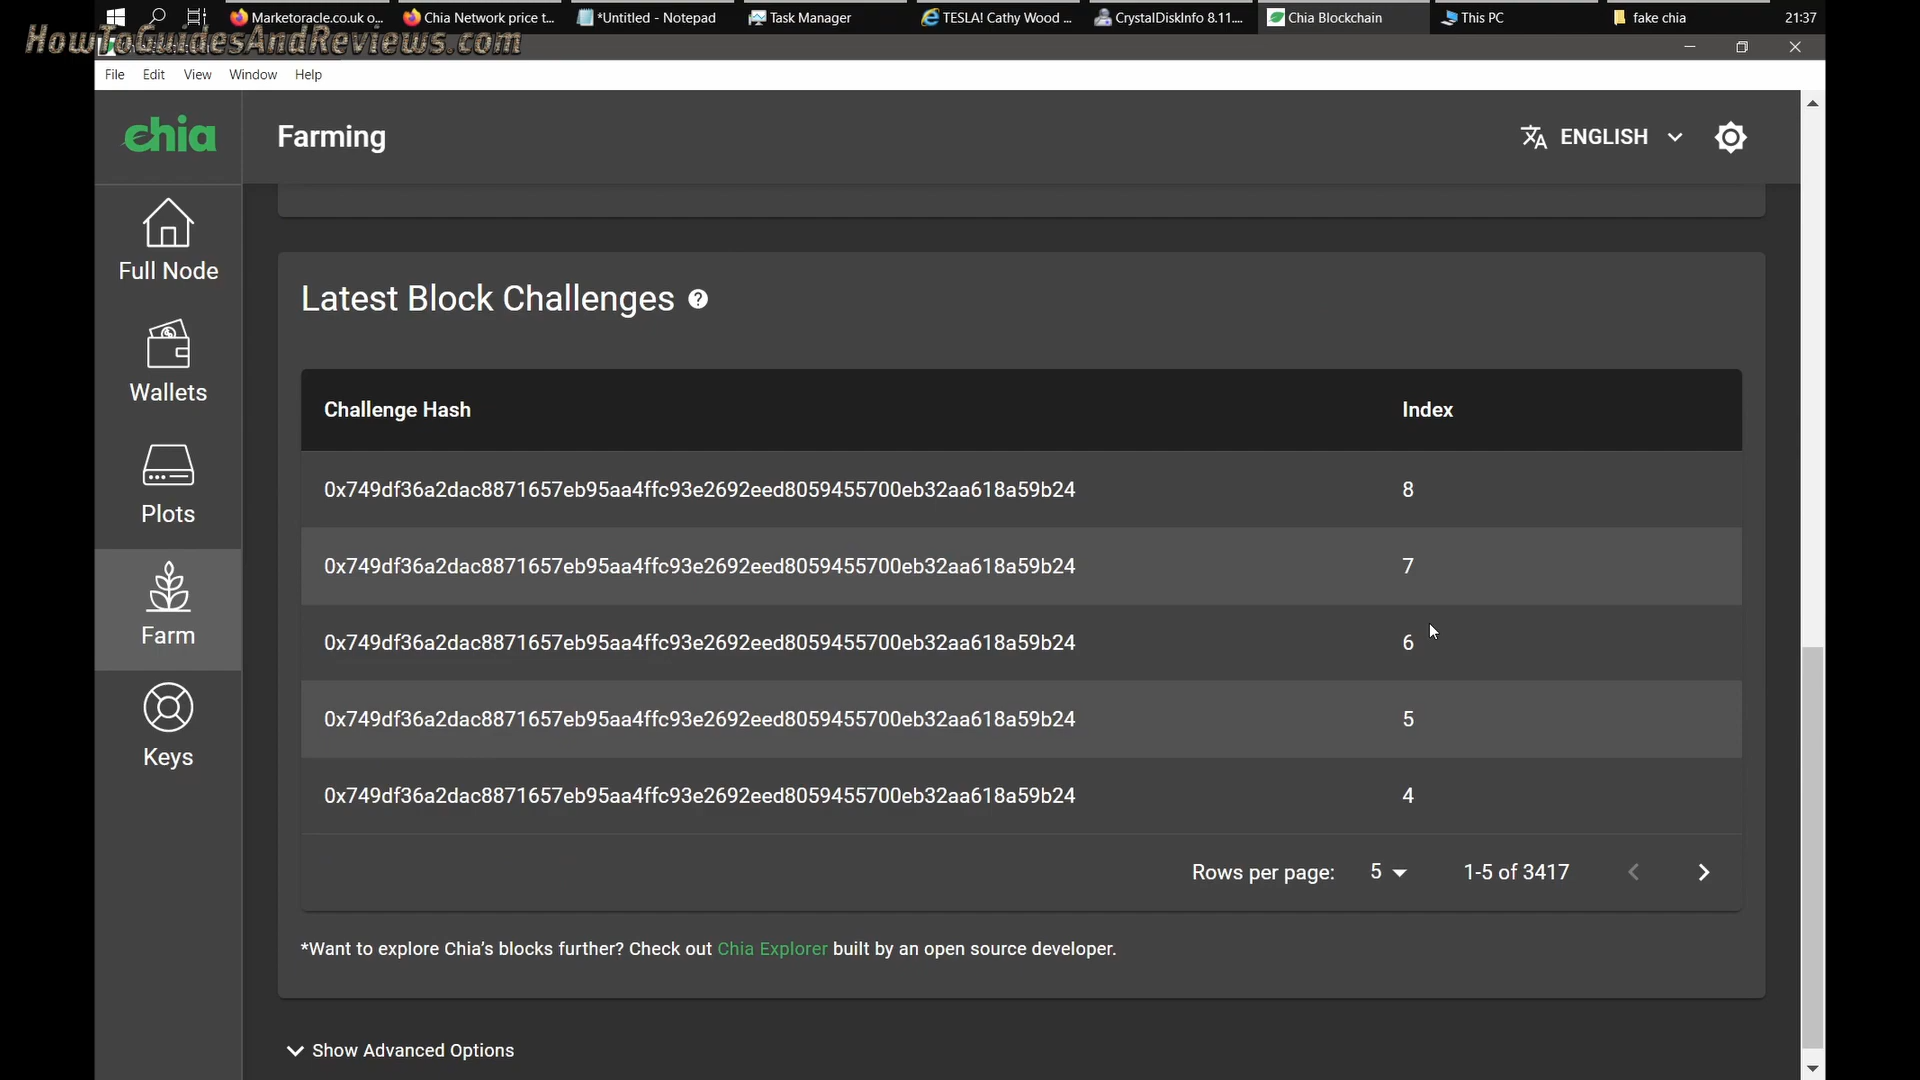 Marketoracle.co.uk o...
Chia Network price t...
*Untitled - Notepad
Task Manager
TESLA! Cathy Wood ...
CrystalDiskInfo 8.11....
Chia Blockchain
This PC
fake chia
21:37
HowToGuidesAndReviews.com
File Edit View Window Help
chia
Farming
ENGLISH
Full Node
Wallets
Plots
Farm
Keys
Latest Block Challenges ?
Challenge Hash Index
0x749df36a2dac8871657eb95aa4ffc93e2692eed8059455700eb32aa618a59b24 8
0x749df36a2dac8871657eb95aa4ffc93e2692eed8059455700eb32aa618a59b24 7
0x749df36a2dac8871657eb95aa4ffc93e2692eed8059455700eb32aa618a59b24 6
0x749df36a2dac8871657eb95aa4ffc93e2692eed8059455700eb32aa618a59b24 5
0x749df36a2dac8871657eb95aa4ffc93e2692eed8059455700eb32aa618a59b24 4
Rows per page: 5 1-5 of 3417
*Want to explore Chia's blocks further? Check out Chia Explorer built by an open source developer.
Show Advanced Options